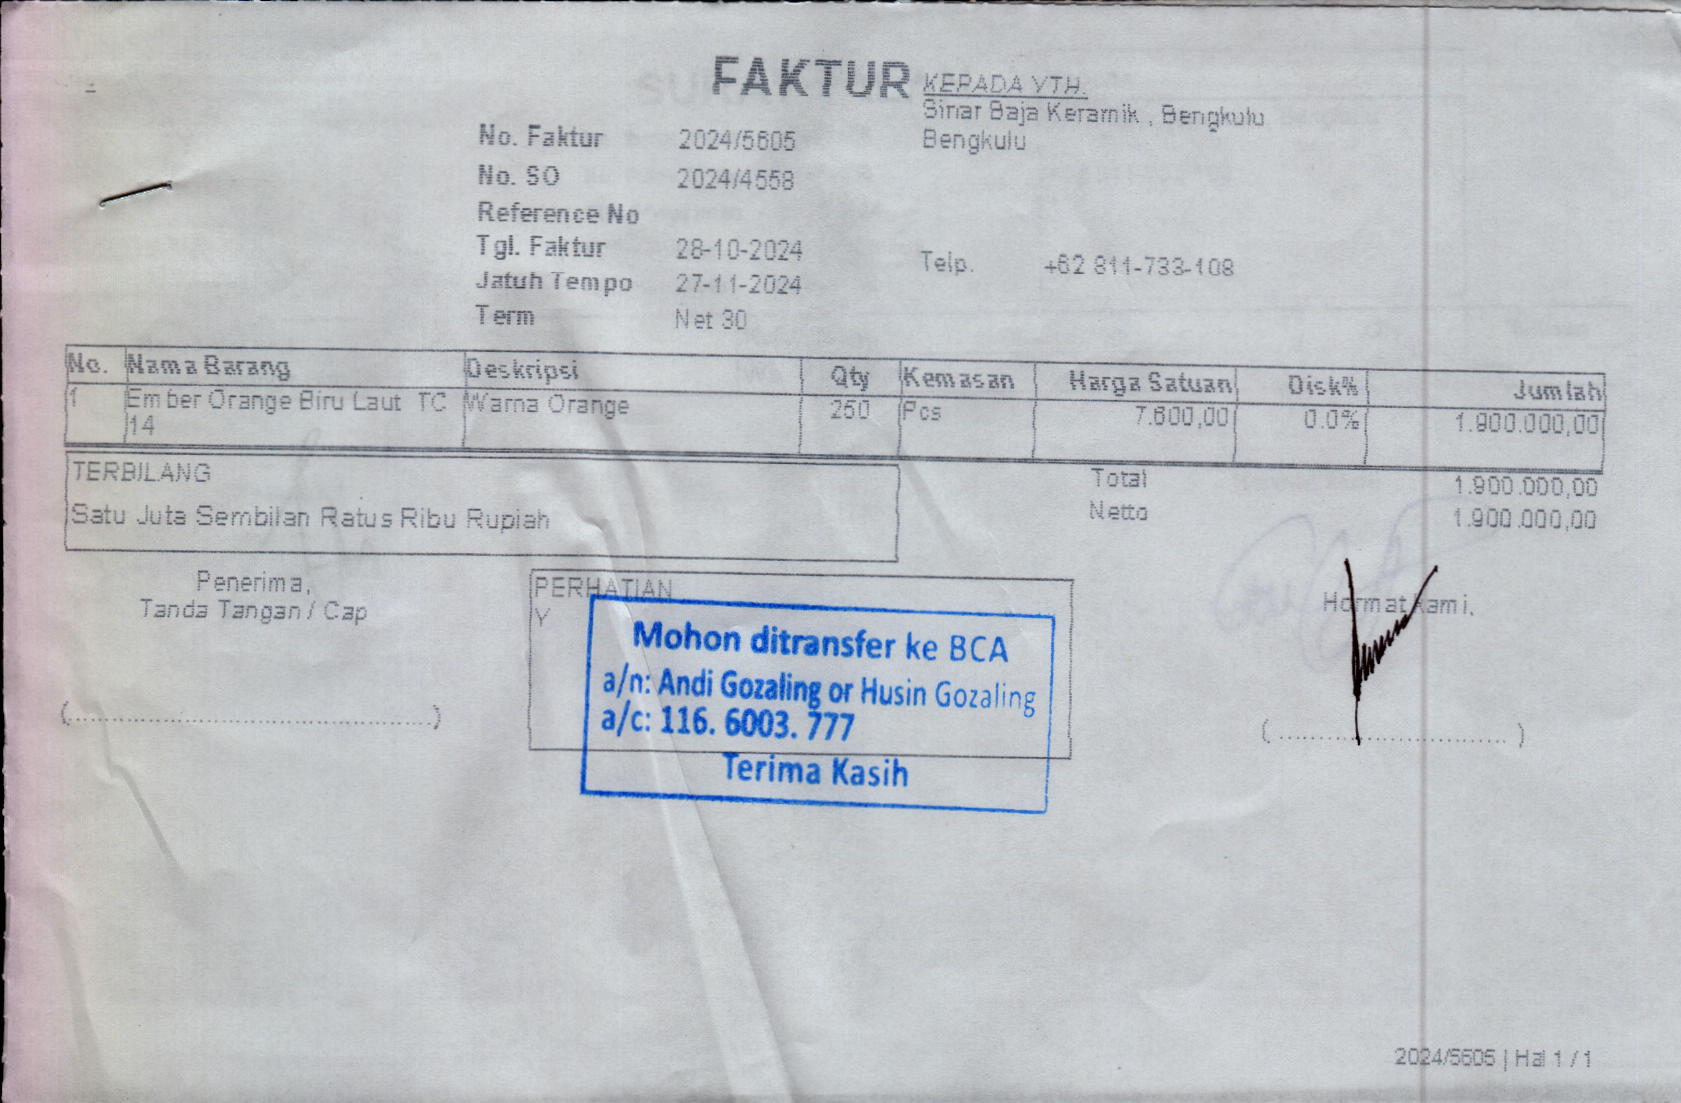 FAKTUR
KEPADA YTH.
Sinar Baja Keramik , Bengkulu
Bengkulu
No. Faktur 2024/5605
No. SO 2024/4558
Reference No
Tgl. Faktur 28-10-2024
Telp. +62 811-733-108
Jatuh Tempo 27-11-2024
Term Net 30
No. Nama Barang Deskripsi Qty Kemasan Harga Satuan Disk% Jumlah
1 Ember Orange Biru Laut TC Warna Orange 250 Pcs 7.600,00 0.0% 1.900.000,00
14
TERBILANG
Satu Juta Sembilan Ratus Ribu Rupiah
Total 1.900.000,00
Netto 1.900.000,00
Penerima,
Tanda Tangan / Cap
PERHATIAN
Y
Mohon ditransfer ke BCA
a/n: Andi Gozaling or Husin Gozaling
a/c: 116. 6003. 777
Terima Kasih
Hormat Kami,
(....................................................)
(.................................)
2024/5605 | Hal 1 / 1